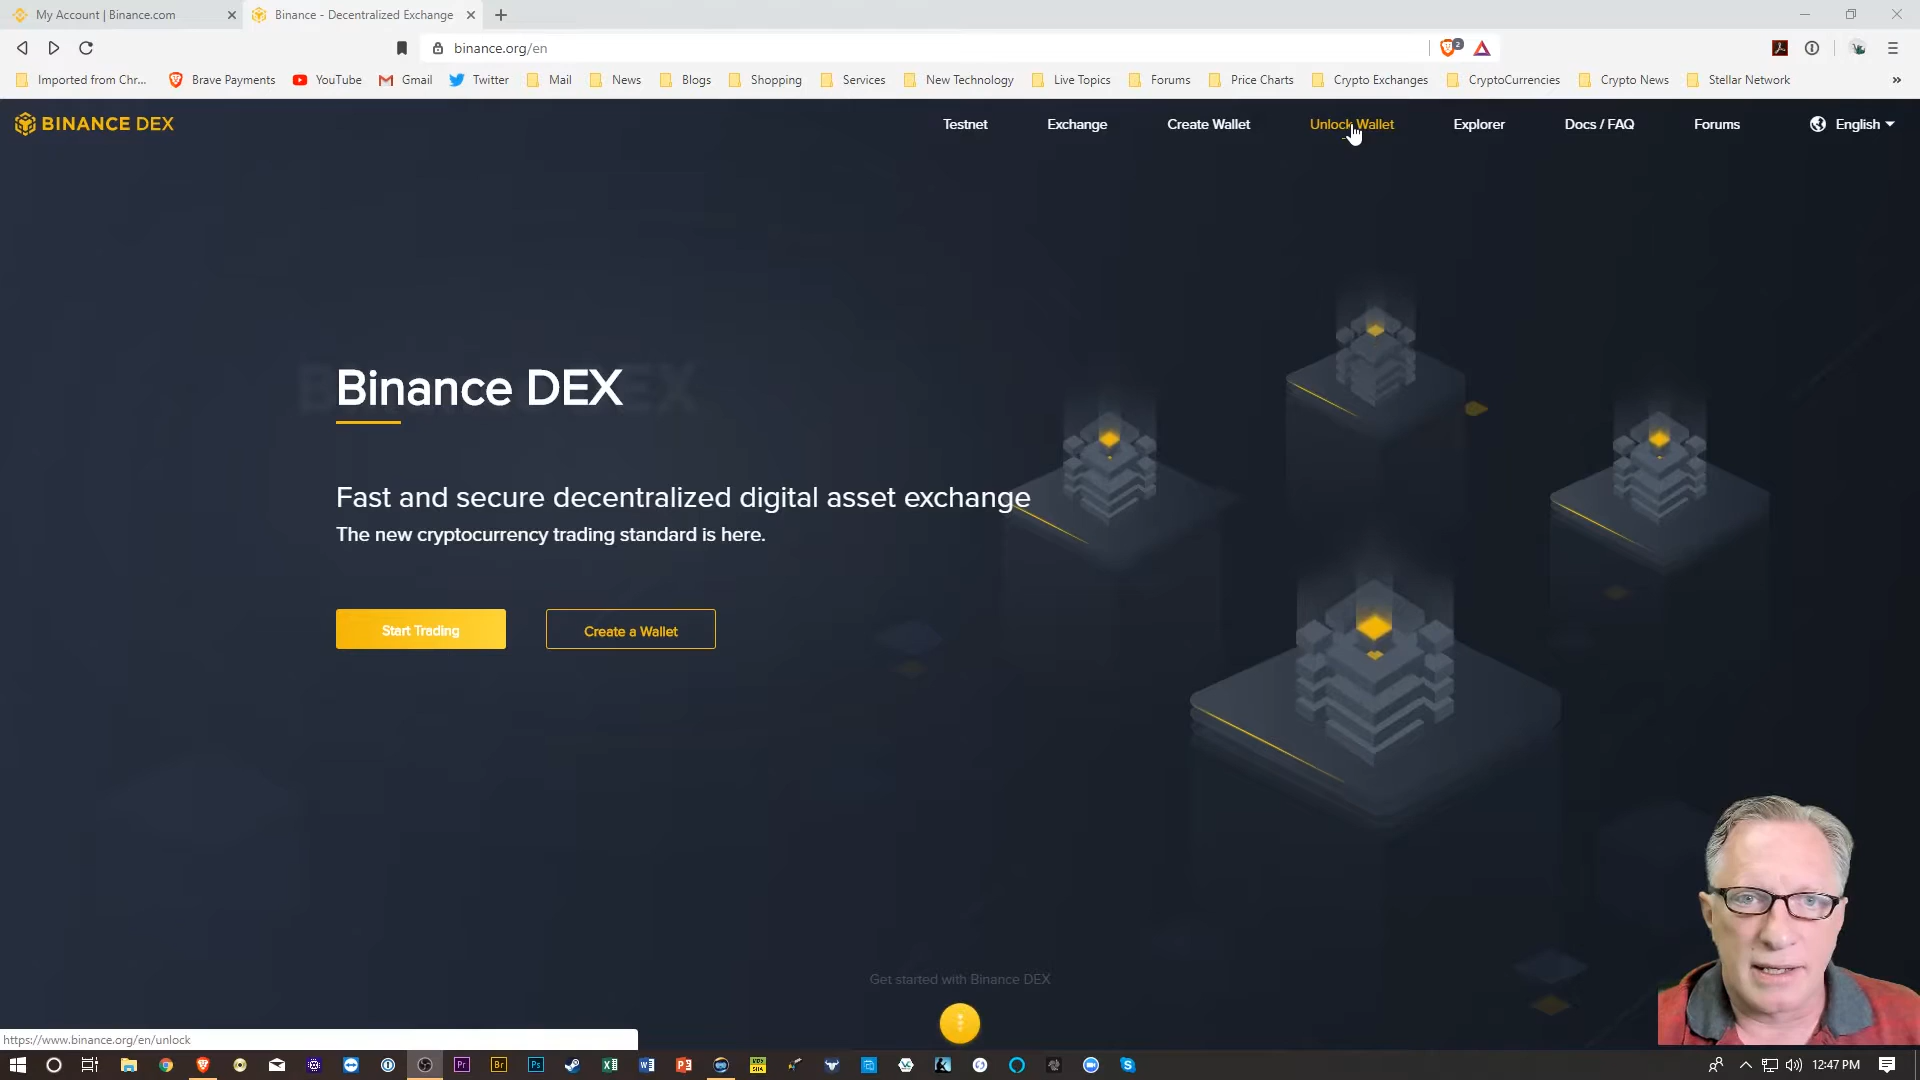 My Account | Binance.com
Binance - Decentralized Exchange
binance.org/en
2
Imported from Chr...
Brave Payments
YouTube
Gmail
Twitter
Mail
News
Blogs
Shopping
Services
New Technology
Live Topics
Forums
Price Charts
Crypto Exchanges
CryptoCurrencies
Crypto News
Stellar Network
BINANCE DEX
Testnet
Exchange
Create Wallet
Unlock Wallet
Explorer
Docs / FAQ
Forums
English
Binance DEX
Fast and secure decentralized digital asset exchange
The new cryptocurrency trading standard is here.
Start Trading
Create a Wallet
Get started with Binance DEX
https://www.binance.org/en/unlock
Pr
Br
Ps
12:47 PM